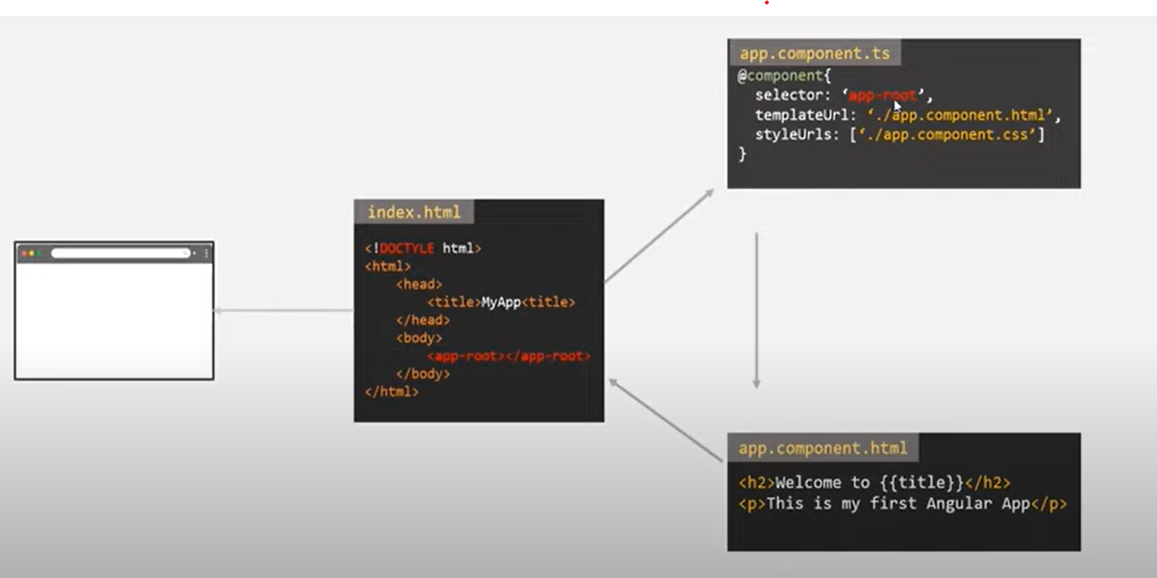 index.html
<!DOCTYLE html>
<html>
<head>
<title>MyApp<title>
</head>
<body>
<app-root></app-root>
</body>
</html>
app.component.ts
@component{
selector: ‘app-root’,
templateUrl: ‘./app.component.html’,
styleUrls: [‘./app.component.css’]
}
app.component.html
<h2>Welcome to {{title}}</h2>
<p>This is my first Angular App</p>